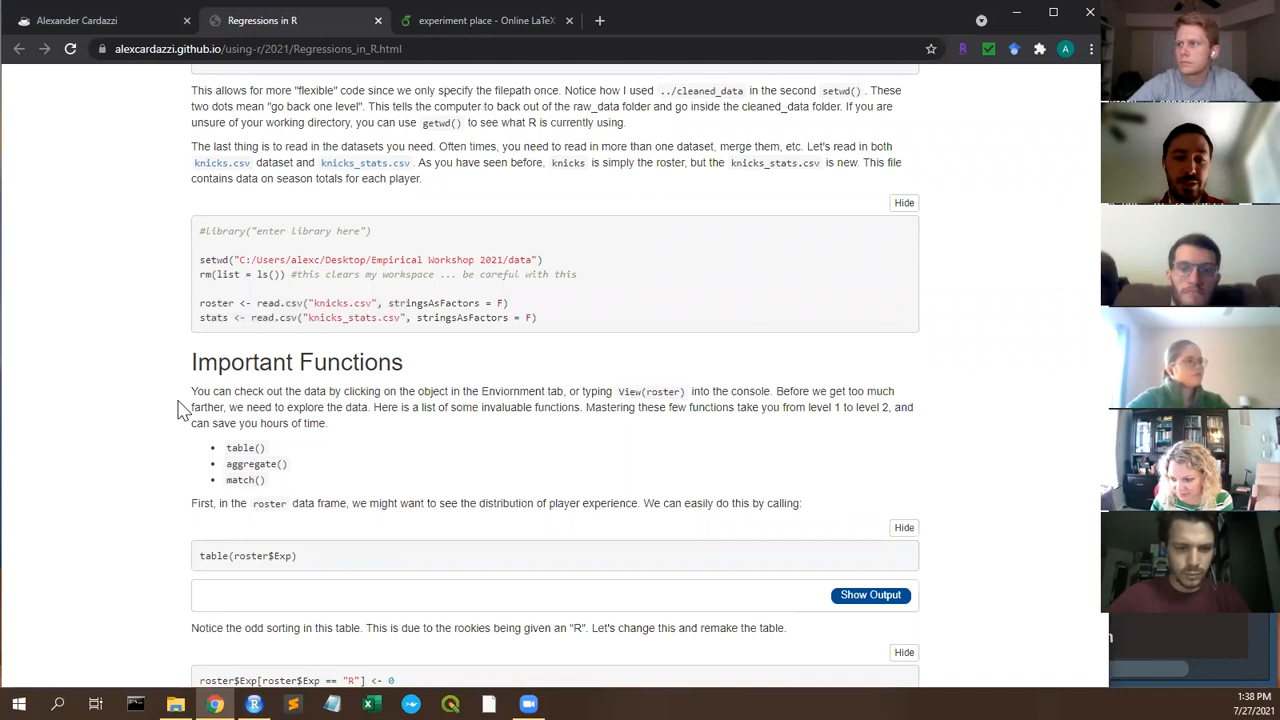 Alexander Cardazzi
Regressions in R
experiment place - Online LaTeX
alexcardazzi.github.io/using-r/2021/Regressions_in_R.html
R
A
This allows for more "flexible" code since we only specify the filepath once. Notice how I used ../cleaned_data in the second setwd(). These
two dots mean "go back one level". This tells the computer to back out of the raw_data folder and go inside the cleaned_data folder. If you are
unsure of your working directory, you can use getwd() to see what R is currently using.
The last thing is to read in the datasets you need. Often times, you need to read in more than one dataset, merge them, etc. Let's read in both
knicks.csv dataset and knicks_stats.csv. As you have seen before, knicks is simply the roster, but the knicks_stats.csv is new. This file
contains data on season totals for each player.
Hide
#library("enter library here")
setwd("C:/Users/alexc/Desktop/Empirical Workshop 2021/data")
rm(list = ls()) #this clears my workspace ... be careful with this
roster <- read.csv("knicks.csv", stringsAsFactors = F)
stats <- read.csv("knicks_stats.csv", stringsAsFactors = F)
Important Functions
You can check out the data by clicking on the object in the Enviornment tab, or typing View(roster) into the console. Before we get too much
farther, we need to explore the data. Here is a list of some invaluable functions. Mastering these few functions take you from level 1 to level 2, and
can save you hours of time.
• table()
• aggregate()
• match()
First, in the roster data frame, we might want to see the distribution of player experience. We can easily do this by calling:
Hide
table(roster$Exp)
Show Output
Notice the odd sorting in this table. This is due to the rookies being given an "R". Let's change this and remake the table.
Hide
roster$Exp[roster$Exp == "R"] <- 0
1:38 PM
7/27/2021